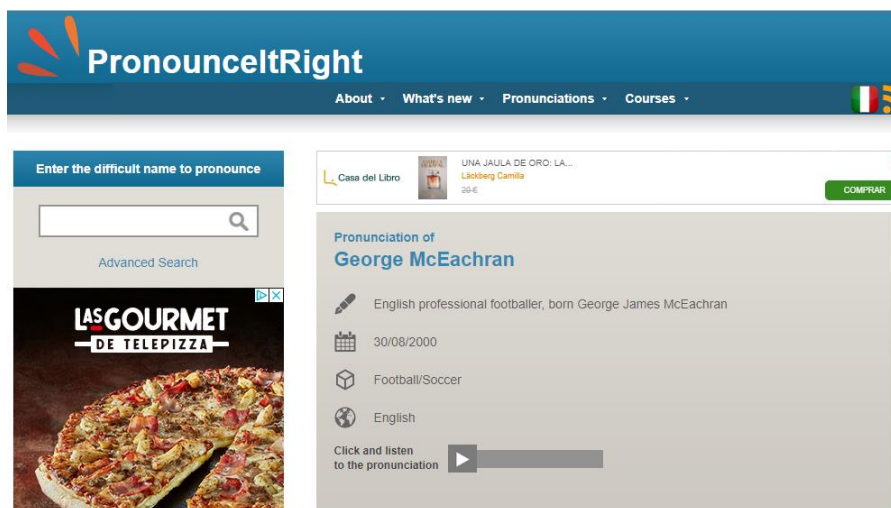 PronounceItRight
About
What's new
Pronunciations
Courses
Enter the difficult name to pronounce
Advanced Search
LAS GOURMET
DE TELEPIZZA
Casa del Libro
UNA JAULA DE ORO: LA...
Läckberg Camilla
20 €
COMPRAR
Pronunciation of
George McEachran
English professional footballer, born George James McEachran
30/08/2000
Football/Soccer
English
Click and listen
to the pronunciation